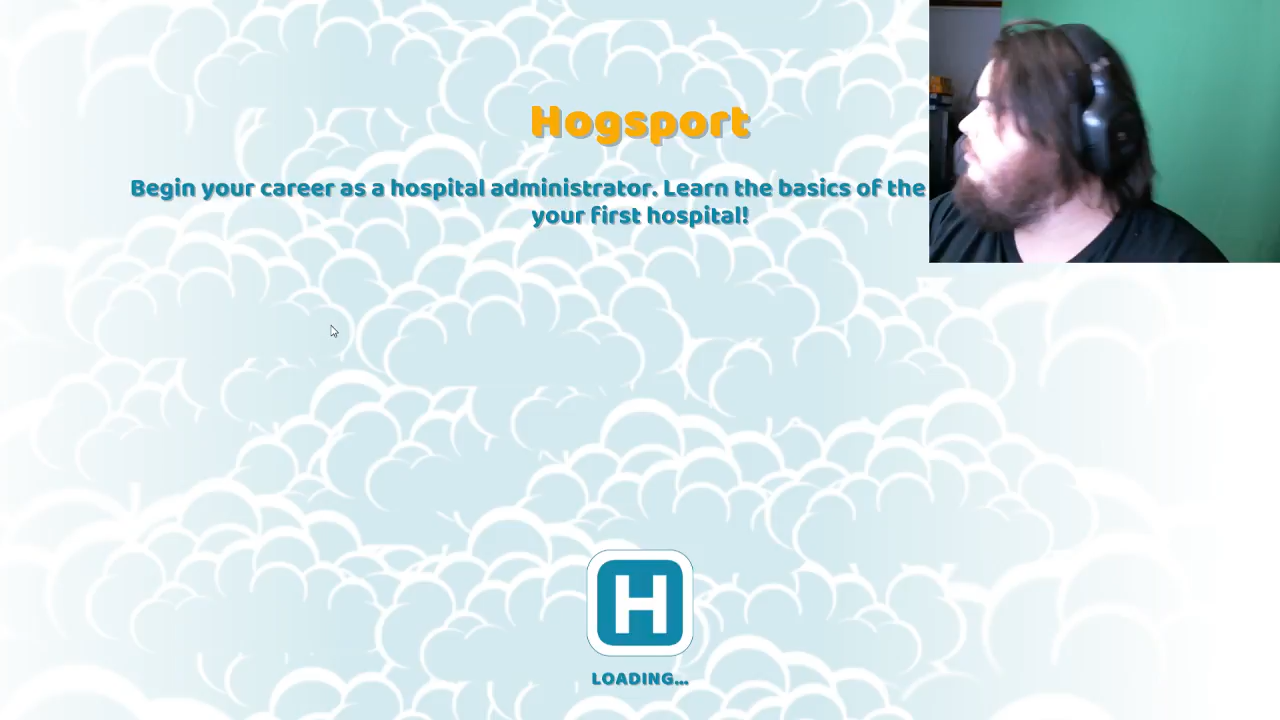 Hogsport
Begin your career as a hospital administrator. Learn the basics of the
your first hospital!
H
LOADING...